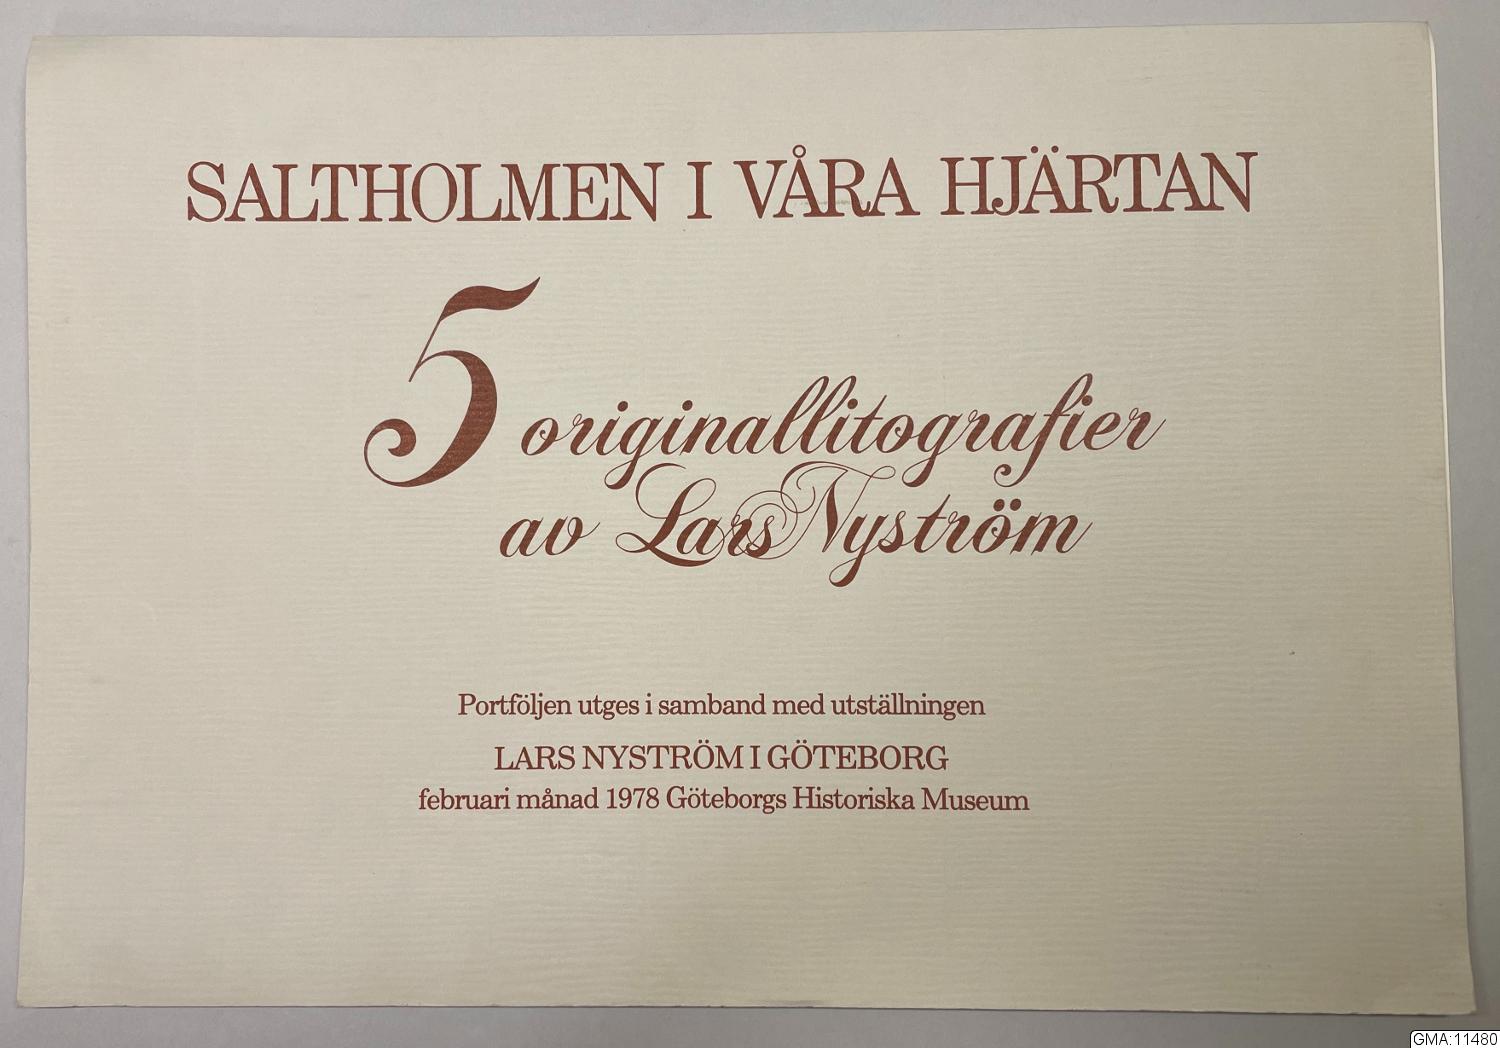 SALTHOLMEN I VÅRA HJÄRTAN
5 originallitografier
av Lars Nyström
Portföljen utges i samband med utställningen
LARS NYSTRÖM I GÖTEBORG
februari månad 1978 Göteborgs Historiska Museum
GMA:11480